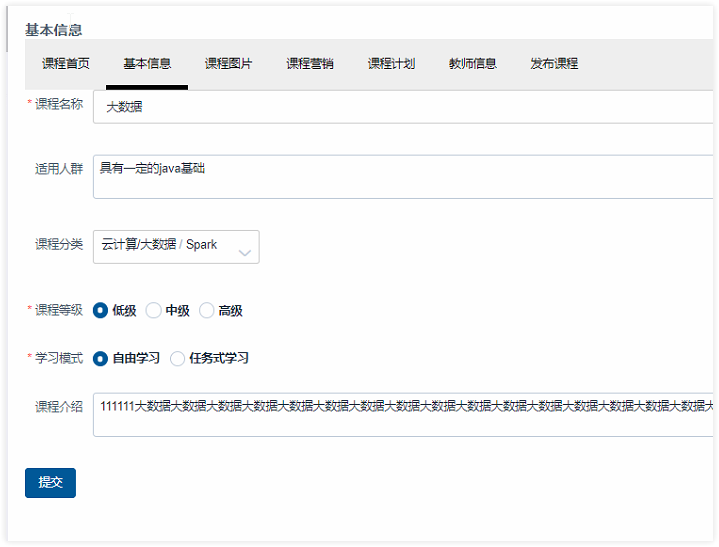 基本信息
课程首页 基本信息 课程图片 课程营销 课程计划 教师信息 发布课程
* 课程名称 大数据
适用人群 具有一定的java基础
课程分类 云计算/大数据 / Spark
* 课程等级 低级 中级 高级
* 学习模式 自由学习 任务式学习
课程介绍 111111大数据大数据大数据大数据大数据大数据大数据大数据大数据大数据大数据大数据大数据大数据大数据大数据大
提交